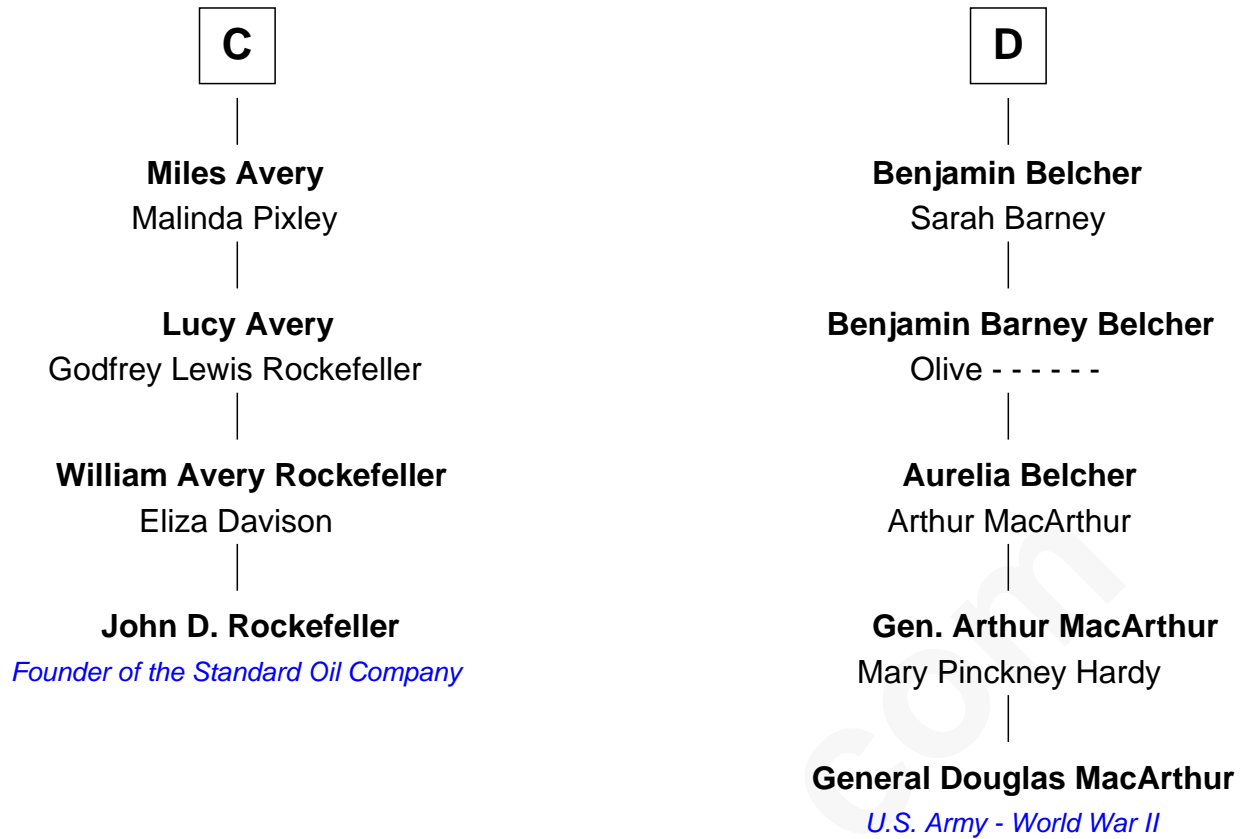 C
Miles Avery
Malinda Pixley
Lucy Avery
Godfrey Lewis Rockefeller
William Avery Rockefeller
Eliza Davison
John D. Rockefeller
Founder of the Standard Oil Company
D
Benjamin Belcher
Sarah Barney
Benjamin Barney Belcher
Olive - - - - - -
Aurelia Belcher
Arthur MacArthur
Gen. Arthur MacArthur
Mary Pinckney Hardy
General Douglas MacArthur
U.S. Army - World War II
com